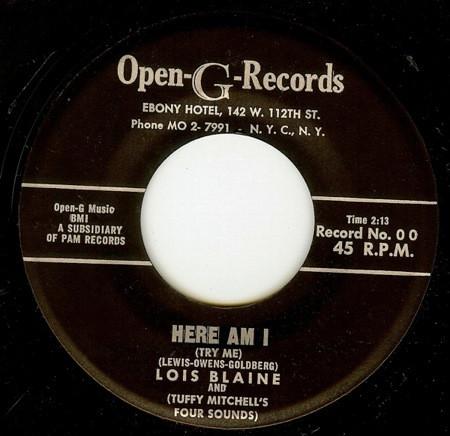 Open-G-Records
EBONY HOTEL, 142 W. 112TH ST.
Phone MO 2-7991 - N.Y.C., N.Y.
Open-G Music
BMI
A SUBSIDIARY
OF PAM RECORDS
Time 2:13
Record No. 00
45 R.P.M.
HERE AM I
(TRY ME)
(LEWIS-OWENS-GOLDBERG)
LOIS BLAINE
AND
(TUFFY MITCHELL'S
FOUR SOUNDS)